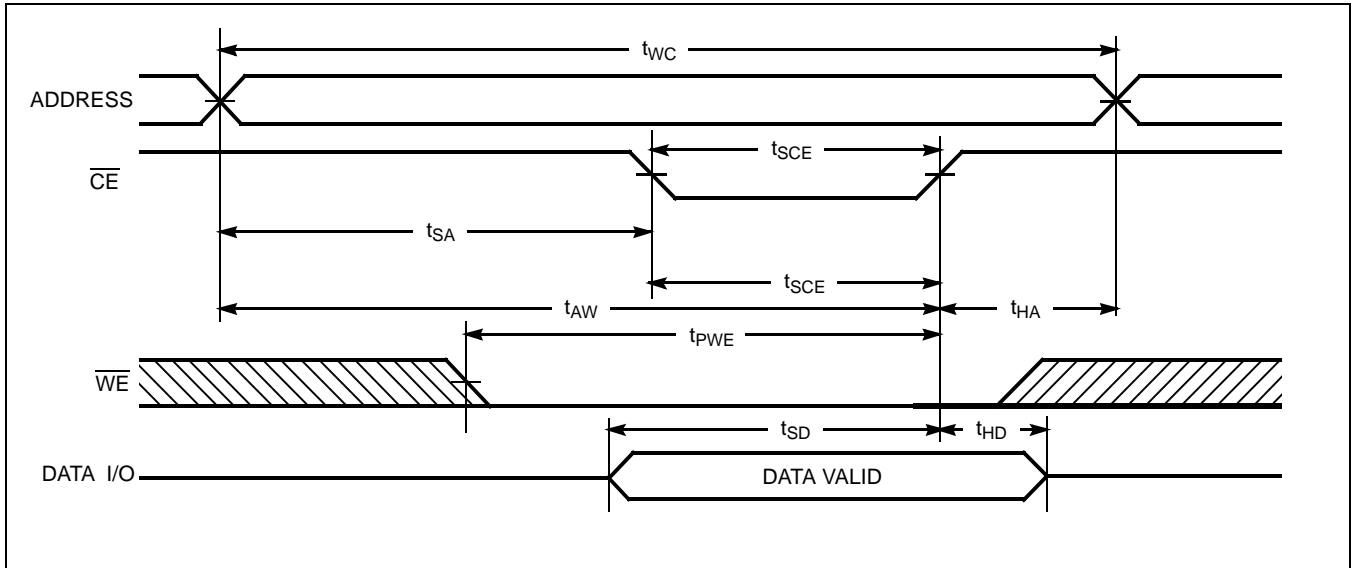 tWC
ADDRESS
tSCE
CE
tSA
tSCE
tAW
tHA
tPWE
WE
tSD
tHD
DATA I/O
DATA VALID